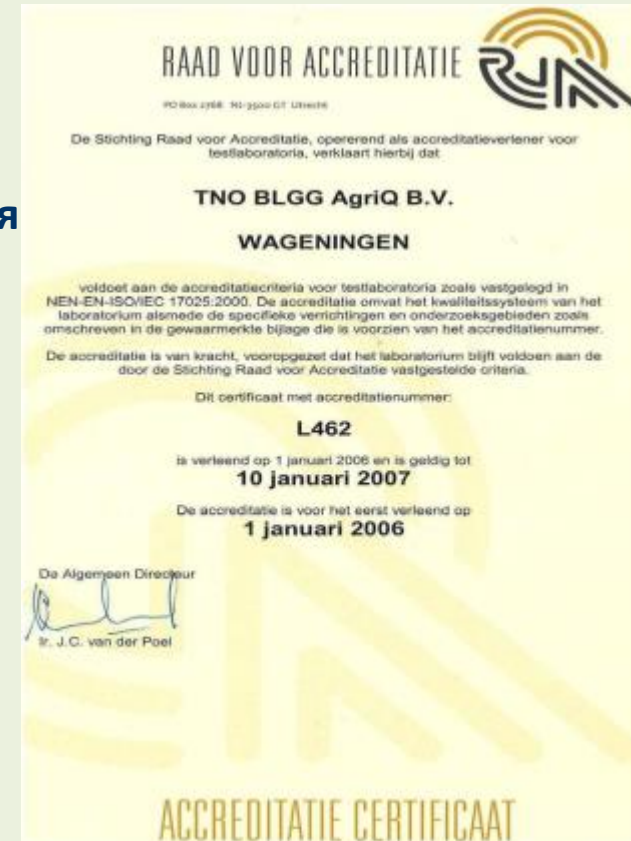 RAAD VOOR ACCREDITATIE
RvA
De Stichting Raad voor Accreditatie, opererend als accreditatieverlener voor
testlaboratoria, verklaart hierbij dat
я
TNO BLGG AgriQ B.V.
WAGENINGEN
voldoet aan de accreditatiecriteria voor testlaboratoria zoals vastgelegd in
NEN-EN-ISO/IEC 17025:2000. De accreditatie omvat het kwaliteitssysteem van het
laboratorium alsmede de specifieke verrichtingen en onderzoeksgebieden zoals
omschreven in de gewaarmerkte bijlage die is voorzien van het accreditatienummer.
De accreditatie is van kracht, vooropgezet dat het laboratorium blijft voldoen aan de
door de Stichting Raad voor Accreditatie vastgestelde criteria.
Dit certificaat met accreditatienummer:
L462
is verleend op 1 januari 2006 en is geldig tot
10 januari 2007
De accreditatie is voor het eerst verleend op
1 januari 2006
De Algemeen Directeur
Ir. J.C. van der Poel
ACCREDITATIE CERTIFICAAT